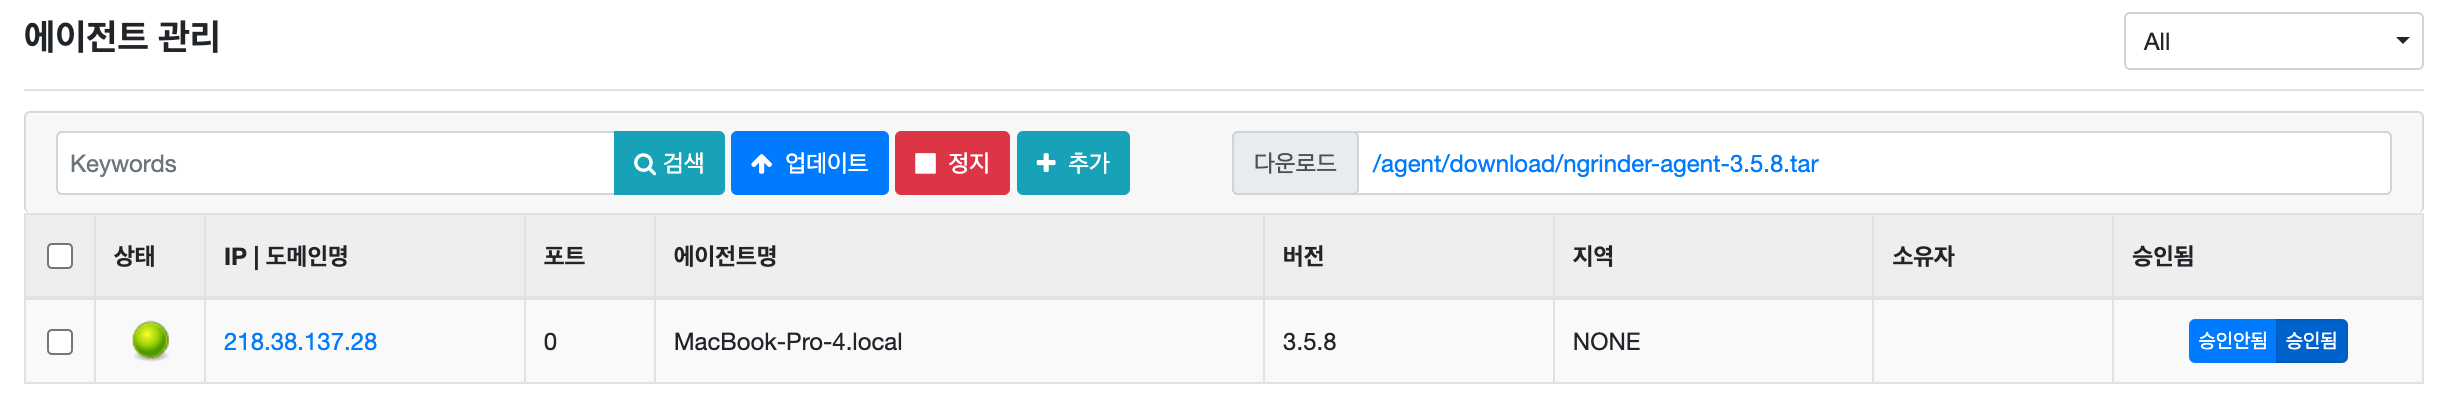 에이전트 관리
All
Keywords 검색 업데이트 정지 추가 다운로드 /agent/download/ngrinder-agent-3.5.8.tar
상태 IP | 도메인명 포트 에이전트명 버전 지역 소유자 승인됨
218.38.137.28 0 MacBook-Pro-4.local 3.5.8 NONE 승인안됨 승인됨